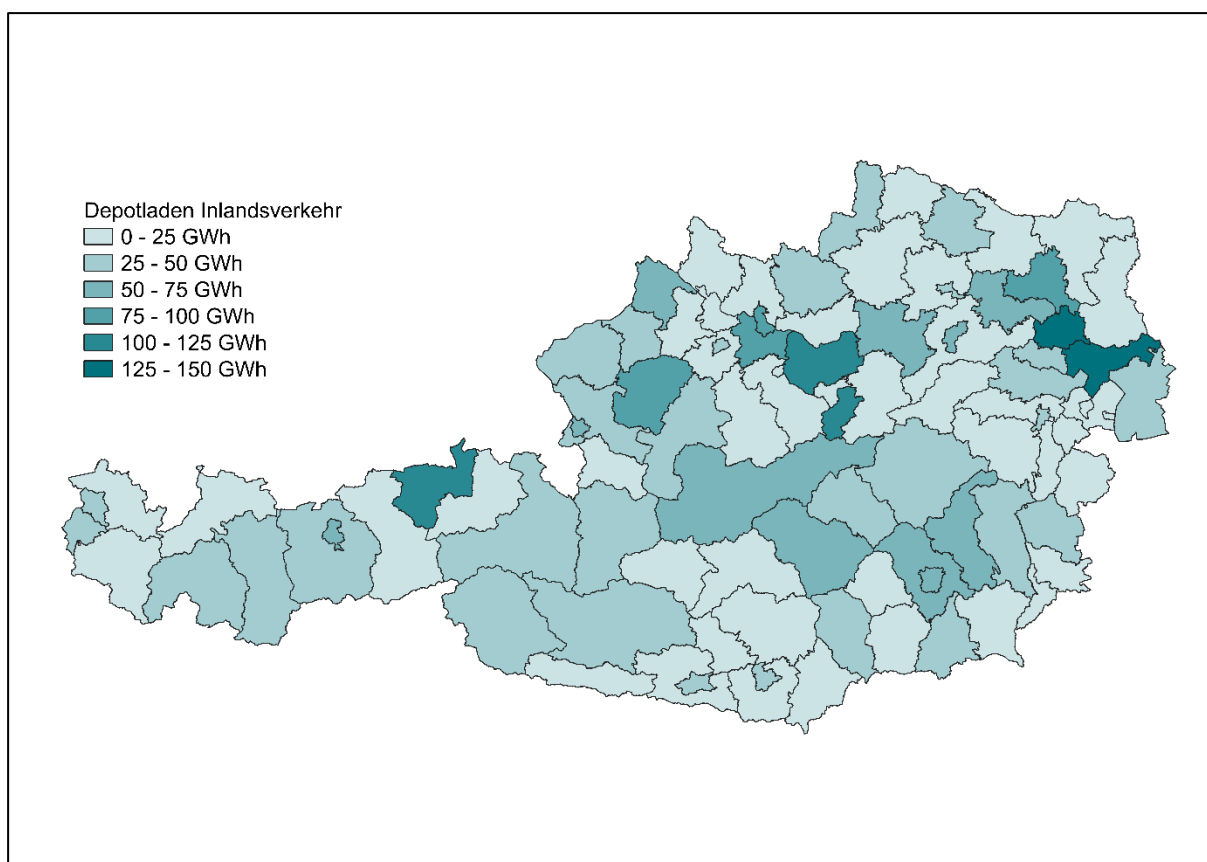 Depotladen Inlandsverkehr
0 - 25 GWh
25 - 50 GWh
50 - 75 GWh
75 - 100 GWh
100 - 125 GWh
125 - 150 GWh